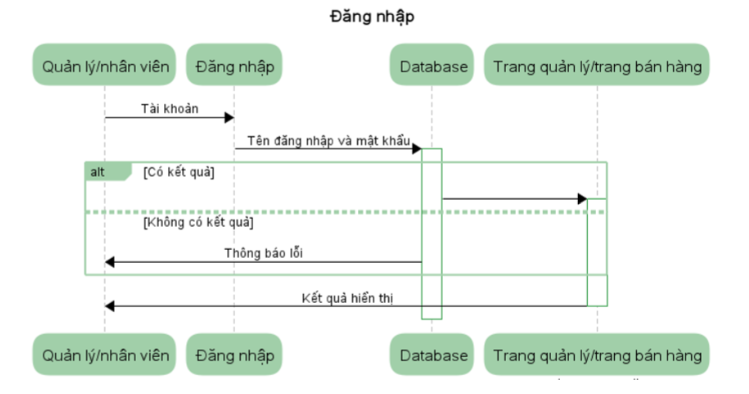 Đăng nhập
Quản lý/nhân viên
Đăng nhập
Database
Trang quản lý/trang bán hàng
Tài khoản
Tên đăng nhập và mật khẩu
alt
[Có kết quả]
[Không có kết quả]
Thông báo lỗi
Kết quả hiển thị
Quản lý/nhân viên
Đăng nhập
Database
Trang quản lý/trang bán hàng